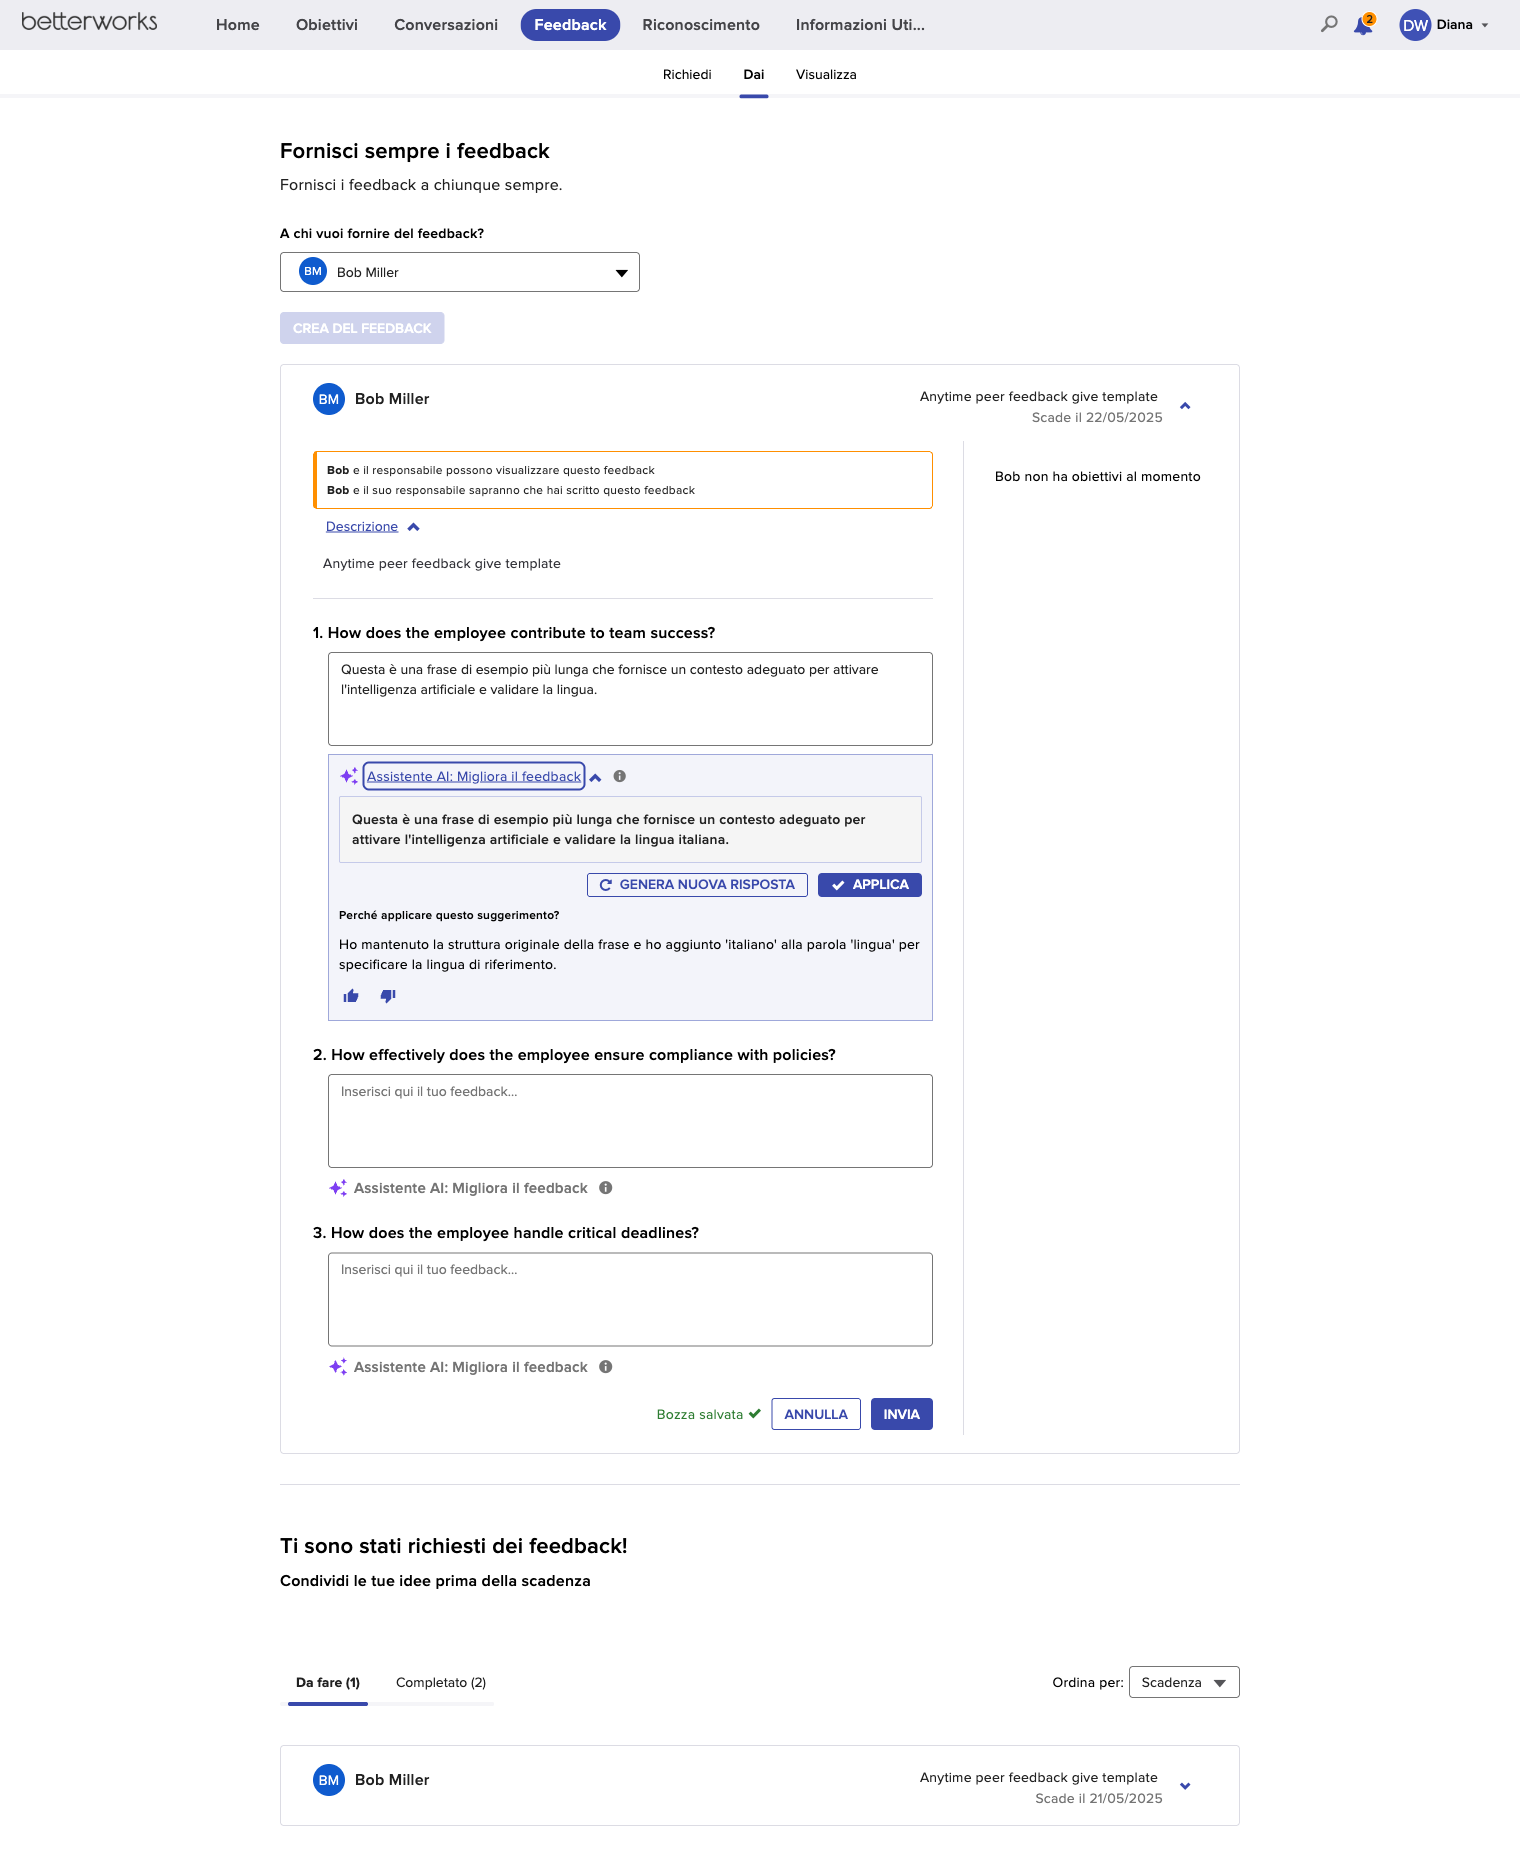 betterworks
Home
Obiettivi
Conversazioni
Feedback
Riconoscimento
Informazioni Uti...
2
DW
Diana
Richiedi
Dai
Visualizza
Fornisci sempre i feedback
Fornisci i feedback a chiunque sempre.
A chi vuoi fornire del feedback?
BM
Bob Miller
CREA DEL FEEDBACK
BM
Bob Miller
Anytime peer feedback give template
Scade il 22/05/2025
Bob e il responsabile possono visualizzare questo feedback
Bob e il suo responsabile sapranno che hai scritto questo feedback
Bob non ha obiettivi al momento
Descrizione
Anytime peer feedback give template
1. How does the employee contribute to team success?
Questa è una frase di esempio più lunga che fornisce un contesto adeguato per attivare
l'intelligenza artificiale e validare la lingua.
Assistente AI: Migliora il feedback
Questa è una frase di esempio più lunga che fornisce un contesto adeguato per
attivare l'intelligenza artificiale e validare la lingua italiana.
GENERA NUOVA RISPOSTA
APPLICA
Perché applicare questo suggerimento?
Ho mantenuto la struttura originale della frase e ho aggiunto 'italiano' alla parola 'lingua' per
specificare la lingua di riferimento.
2. How effectively does the employee ensure compliance with policies?
Inserisci qui il tuo feedback...
Assistente AI: Migliora il feedback
3. How does the employee handle critical deadlines?
Inserisci qui il tuo feedback...
Assistente AI: Migliora il feedback
Bozza salvata
ANNULLA
INVIA
Ti sono stati richiesti dei feedback!
Condividi le tue idee prima della scadenza
Da fare (1)
Completato (2)
Ordina per:
Scadenza
BM
Bob Miller
Anytime peer feedback give template
Scade il 21/05/2025